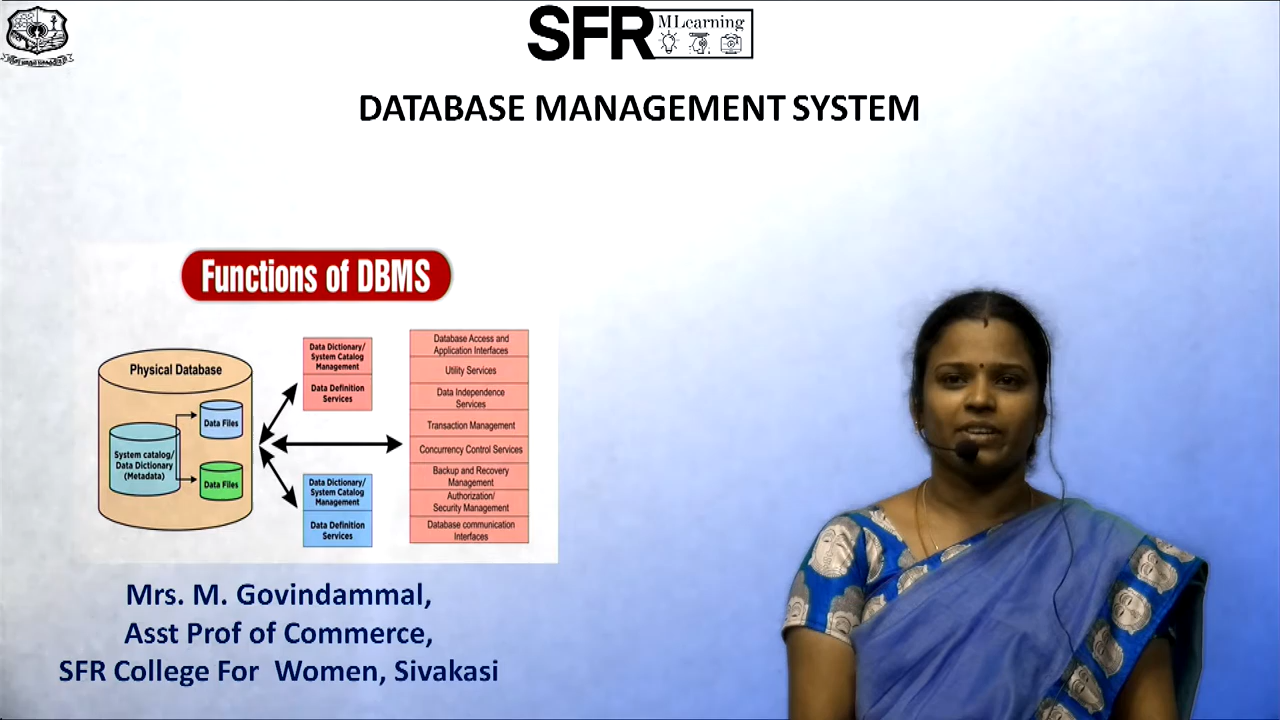 SFR
MLearning
DATABASE MANAGEMENT SYSTEM
Functions of DBMS
Physical Database
Data Files
System catalog/
Data Dictionary
(Metadata)
Data Files
Data Dictionary/
System Catalog
Management
Data Definition
Services
Data Dictionary/
System Catalog
Management
Data Definition
Services
Database Access and
Application Interfaces
Utility Services
Data Independence
Services
Transaction Management
Concurrency Control Services
Backup and Recovery
Management
Authorization/
Security Management
Database communication
Interfaces
Mrs. M. Govindammal,
Asst Prof of Commerce,
SFR College For  Women, Sivakasi